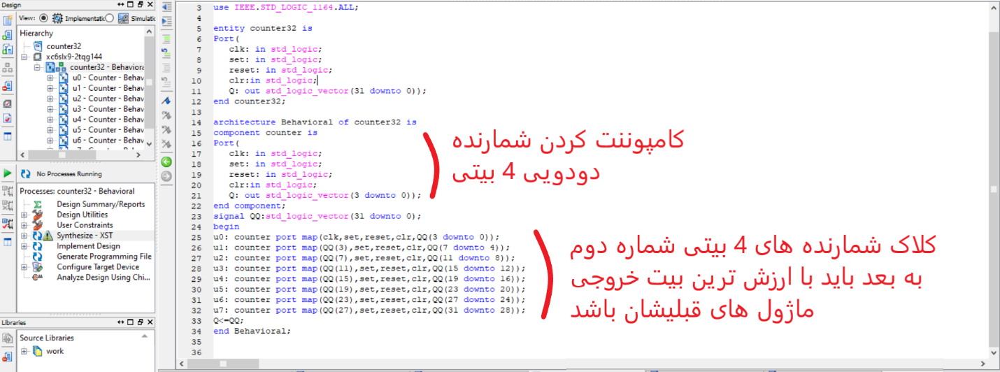 Design
View:
Implementatic
Simulatic
Hierarchy
counter32
xc6slx9-2tqg144
counter32 - Behaviora
u0 - Counter - Behav
u1 - Counter - Behav
u2 - Counter - Behav
u3 - Counter - Behav
u4 - Counter - Behav
u5 - Counter - Behav
u6 - Counter - Behav
No Processes Running
Processes: counter32 - Behavioral
Design Summary/Reports
Design Utilities
User Constraints
Synthesize - XST
Implement Design
Generate Programming File
Configure Target Device
Analyze Design Using Chi...
Libraries
Source Libraries
work
3 use IEEE.STD_LOGIC_1164.ALL;
4
5 entity counter32 is
6 Port(
7 clk: in std_logic;
8 set: in std_logic;
9 reset: in std_logic;
10 clr:in std_logic;
11 Q: out std_logic_vector(31 downto 0));
12 end counter32;
13
14 architecture Behavioral of counter32 is
15 component counter is
16 Port(
17 clk: in std_logic;
18 set: in std_logic;
19 reset: in std_logic;
20 clr:in std_logic;
21 Q: out std_logic_vector(3 downto 0));
22 end component;
23 signal QQ:std_logic_vector(31 downto 0);
24 begin
25 u0: counter port map(clk,set,reset,clr,QQ(3 downto 0));
26 u1: counter port map(QQ(3),set,reset,clr,QQ(7 downto 4));
27 u2: counter port map(QQ(7),set,reset,clr,QQ(11 downto 8));
28 u3: counter port map(QQ(11),set,reset,clr,QQ(15 downto 12));
29 u4: counter port map(QQ(15),set,reset,clr,QQ(19 downto 16));
30 u5: counter port map(QQ(19),set,reset,clr,QQ(23 downto 20));
31 u6: counter port map(QQ(23),set,reset,clr,QQ(27 downto 24));
32 u7: counter port map(QQ(27),set,reset,clr,QQ(31 downto 28));
33 Q<=QQ;
34 end Behavioral;
35
36
کامپوننت کردن شمارنده
دودویی 4 بیتی
کلاک شمارنده های 4 بیتی شماره دوم
به بعد باید با ارزش ترین بیت خروجی
ماژول های قبلیشان باشد